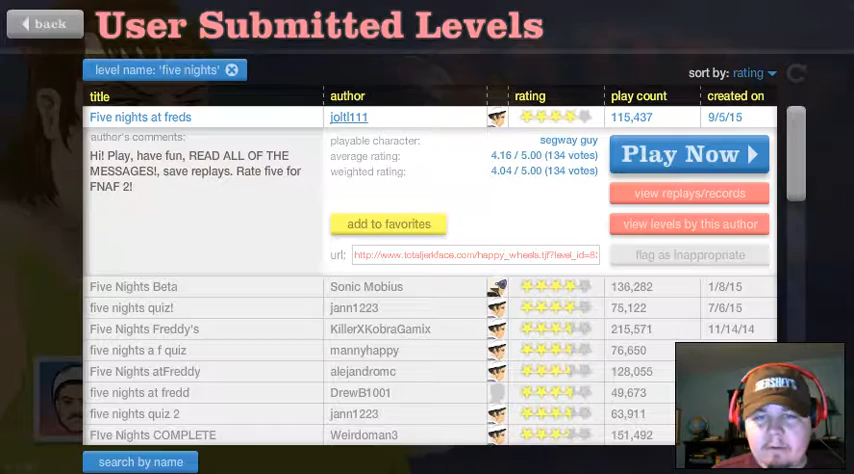 back
User Submitted Levels
level name: 'five nights'
sort by: rating
title author rating play count created on
Five nights at freds joltl111 115,437 9/5/15
author's comments:
Hi! Play, have fun, READ ALL OF THE
MESSAGES!, save replays. Rate five for
FNAF 2!
playable character: segway guy
average rating: 4.16 / 5.00 (134 votes)
weighted rating: 4.04 / 5.00 (134 votes)
add to favorites
url: http://www.totaljerkface.com/happy_wheels.tjf?level_id=8
Play Now
view replays/records
view levels by this author
flag as inappropriate
Five Nights Beta Sonic Mobius 136,282 1/8/15
five nights quiz! jann1223 75,122 7/6/15
Five Nights Freddy's KillerXKobraGamix 215,571 11/14/14
five nights a f quiz mannyhappy 76,650
Five Nights atFreddy alejandromc 128,055
five nights at fredd DrewB1001 49,673
five nights quiz 2 jann1223 63,911
FIve Nights COMPLETE Weirdoman3 151,492
search by name
HERSHEY'S